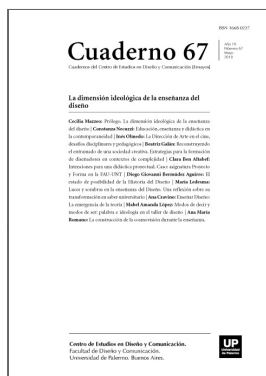 ISSN 1668-0227
Cuaderno 67
Cuadernos del Centro de Estudios en Diseño y Comunicación [Ensayos]
Año 18
Número 67
Mayo
2018
La dimensión ideológica de la enseñanza del
diseño
Cecilia Mazzeo: Prólogo. La dimensión ideológica de la enseñanza
del diseño | Constanza Necuzzi: Educación, enseñanza y didáctica en
la contemporaneidad | Inés Olmedo: La Dirección de Arte en el cine,
desafíos disciplinares y pedagógicos | Beatriz Galán: Reconstruyendo
el entramado de una sociedad creativa. Estrategias para la formación
de diseñadores en contextos de complejidad | Clara Ben Altabef:
Intenciones para una didáctica proyectual. Caso: asignatura Proyecto
y Forma en la FAU-UNT | Diego Giovanni Bermúdez Aguirre: El
estado de posibilidad de la Historia del Diseño | María Ledesma:
Luces y sombras en la enseñanza del Diseño. Una reflexión sobre su
transformación en saber universitario | Ana Cravino: Enseñar Diseño:
La emergencia de la teoría | Mabel Amanda López: Modos de decir y
modos de ser: palabra e ideología en el taller de diseño | Ana María
Romano: La construcción de la cosmovisión durante la enseñanza.
Centro de Estudios en Diseño y Comunicación.
Facultad de Diseño y Comunicación.
Universidad de Palermo. Buenos Aires.
UP
Universidad
de Palermo